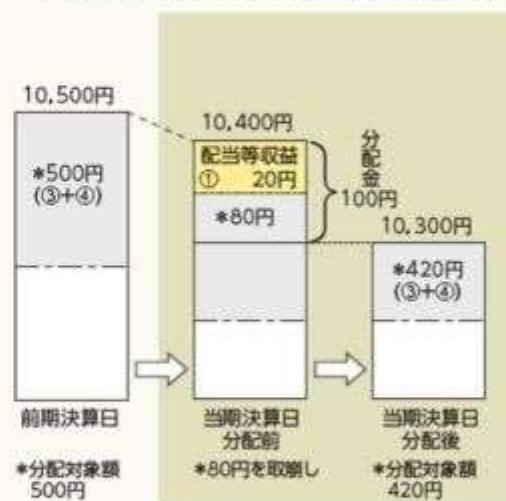 10,500円
*500円
(③+④)
前期決算日
*分配対象額
500円
10,400円
配当等収益
① 20円
*80円
分配金
100円
当期決算日
分配前
*80円を取崩し
10,300円
*420円
(③+④)
当期決算日
分配後
*分配対象額
420円